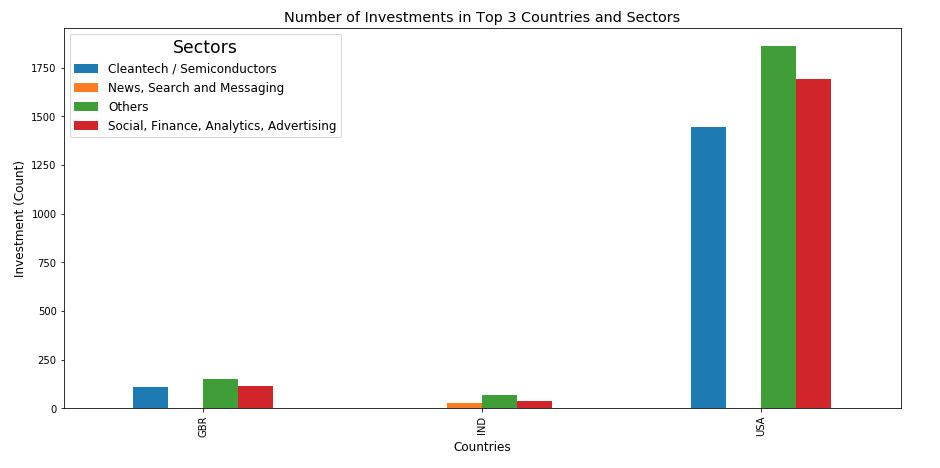 Number of Investments in Top 3 Countries and Sectors
Sectors
Cleantech / Semiconductors
News, Search and Messaging
Others
Social, Finance, Analytics, Advertising
Investment (Count)
1750
1500
1250
1000
750
500
250
0
GBR
IND
USA
Countries